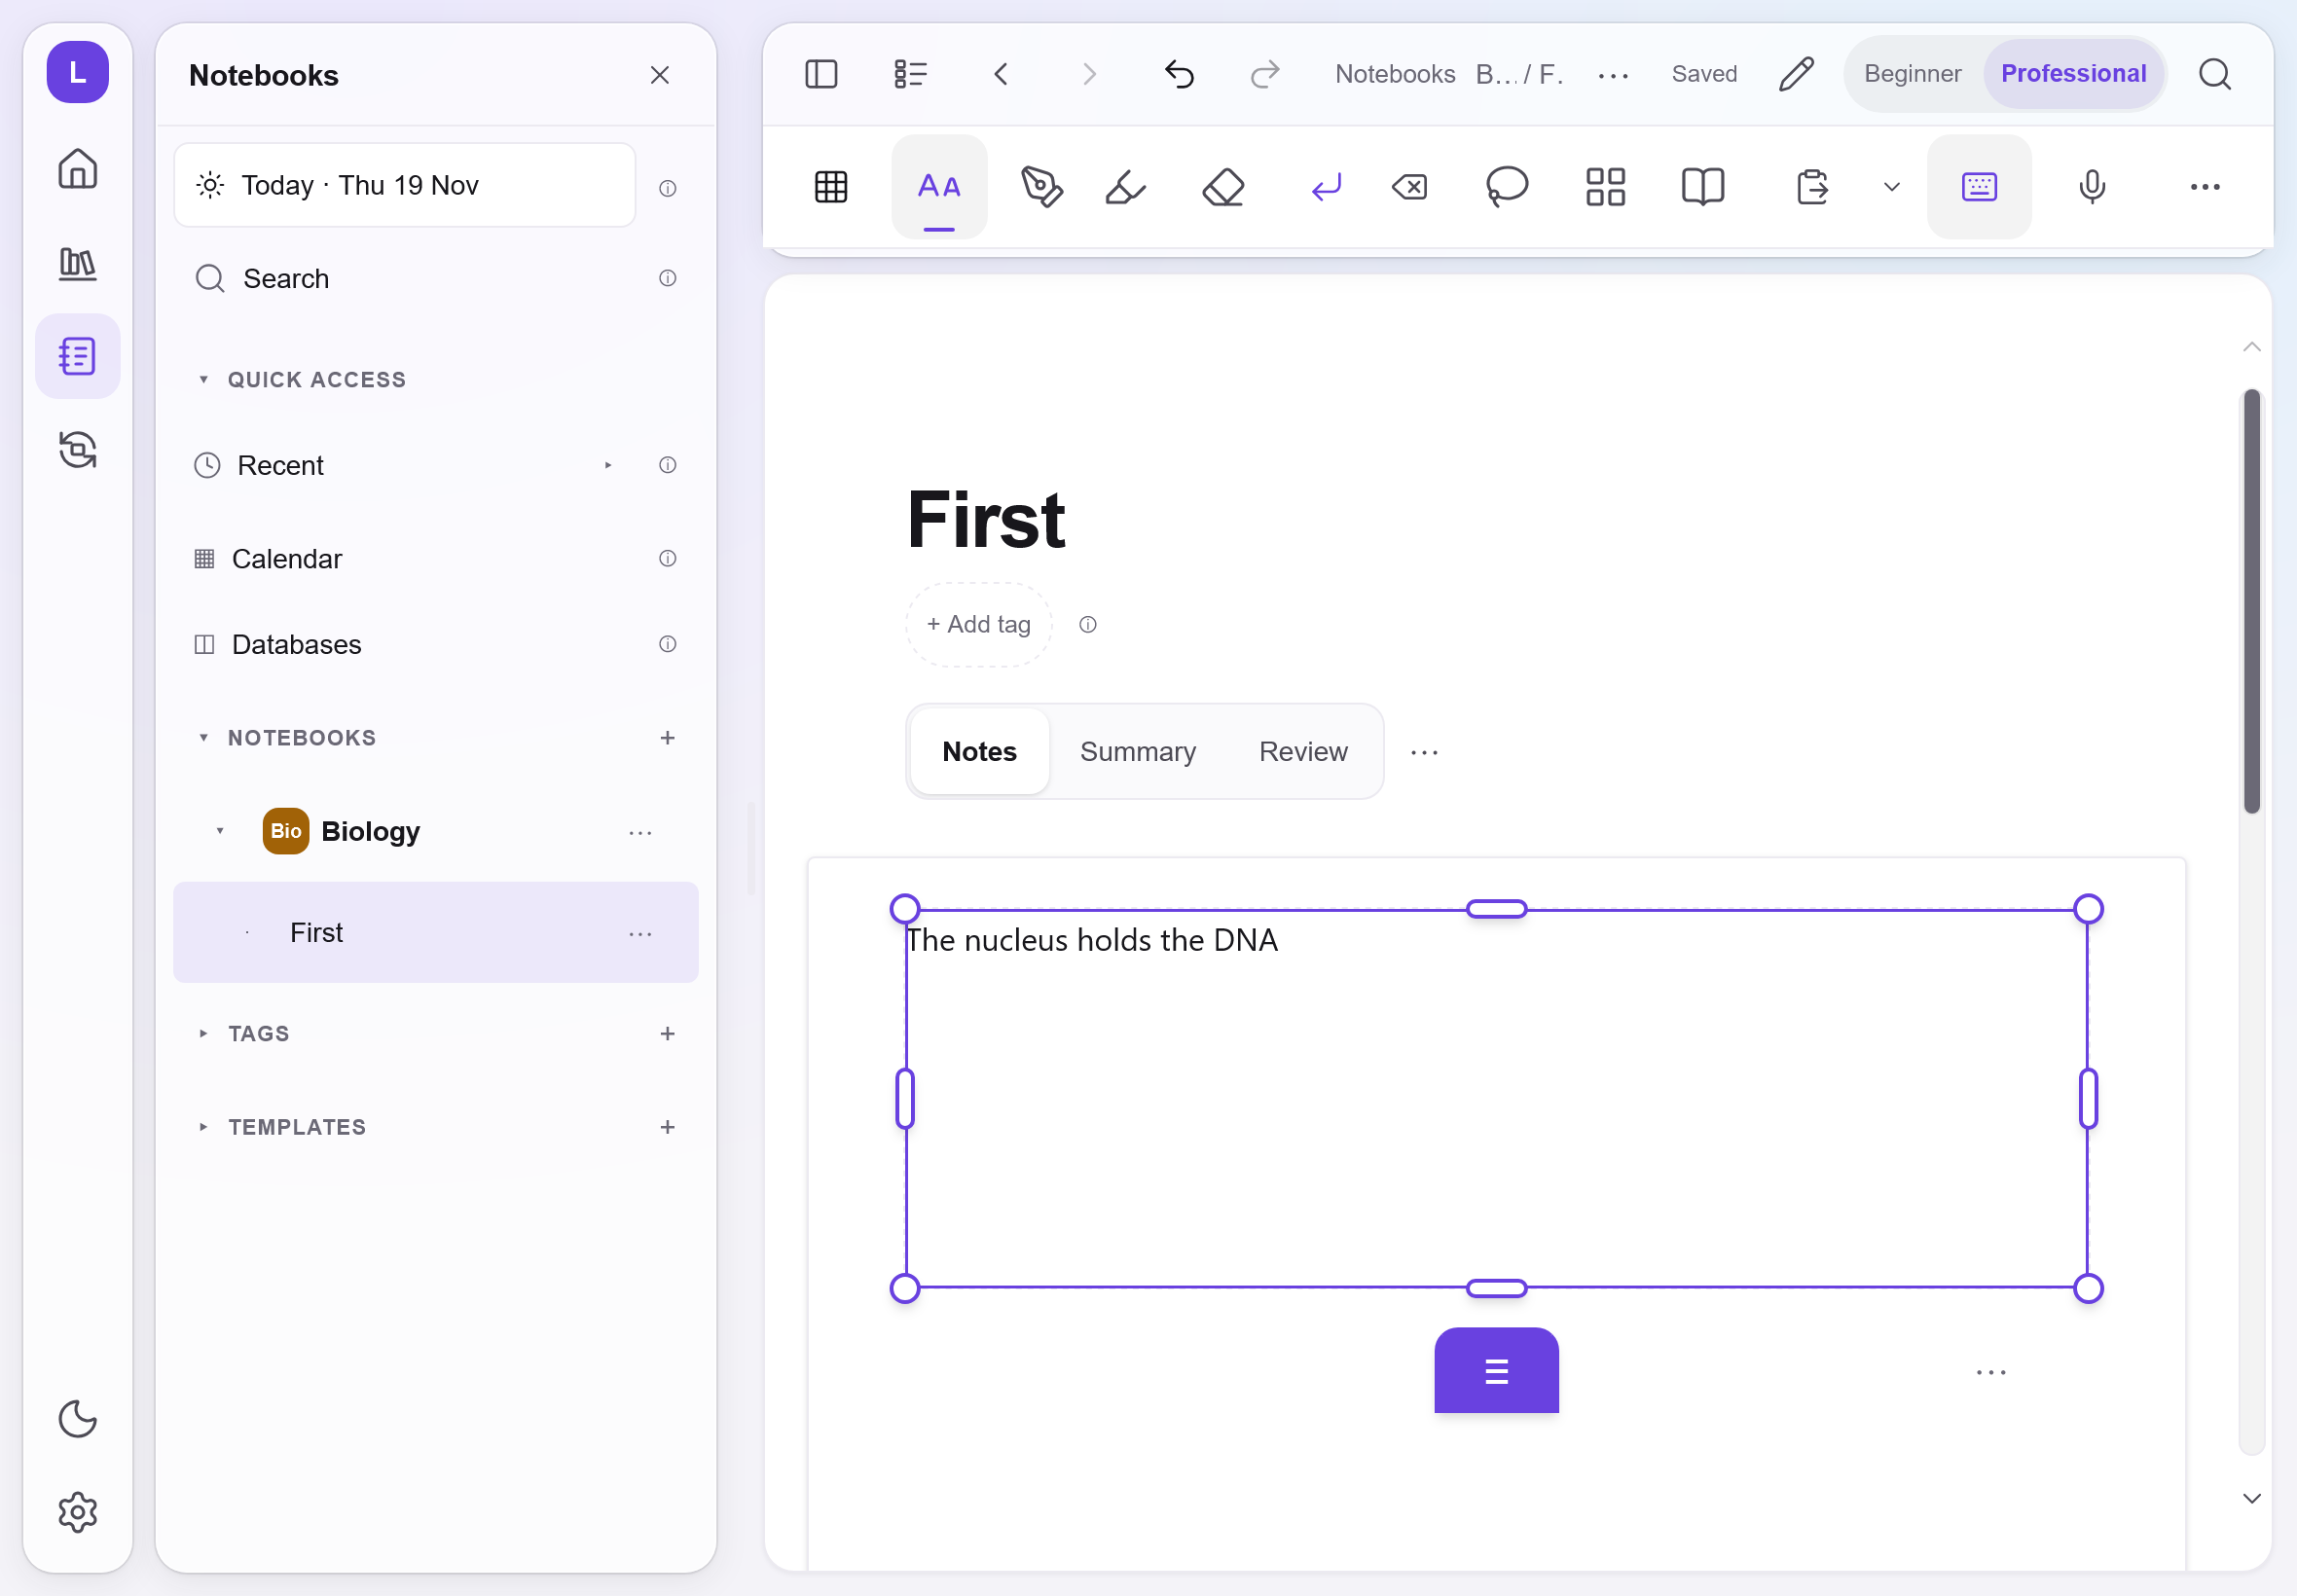 L
Notebooks
Today · Thu 19 Nov
Search
QUICK ACCESS
Recent
Calendar
Databases
NOTEBOOKS +
Bio Biology ...
· First ...
TAGS +
TEMPLATES +
Notebooks B... / F. ... Saved Beginner Professional
AA
First
+ Add tag
Notes Summary Review ...
The nucleus holds the DNA
...